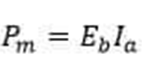 P_m = E_b I_a